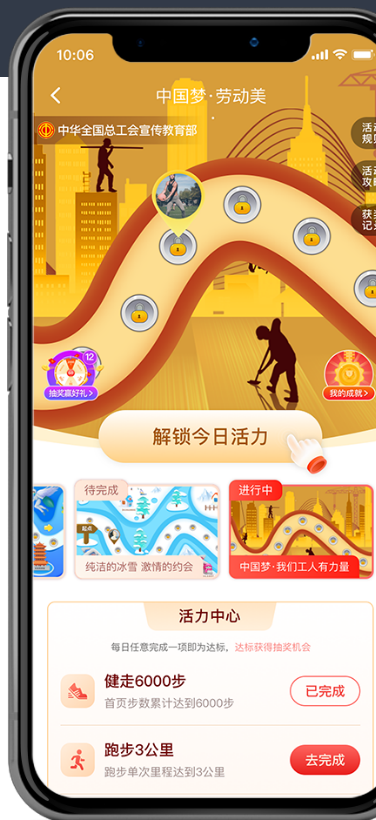 10:06
中国梦·劳动美
中华全国总工会宣传教育部
活动
规则
活动
攻略
获奖
记录
12
抽奖赢好礼>
我的成就>
解锁今日活力
待完成
起点
纯洁的冰雪 激情的约会
进行中
中国梦·我们工人有力量
活力中心
每日任意完成一项即为达标，达标获得抽奖机会
健走6000步
首页步数累计达到6000步
已完成
跑步3公里
跑步单次里程达到3公里
去完成